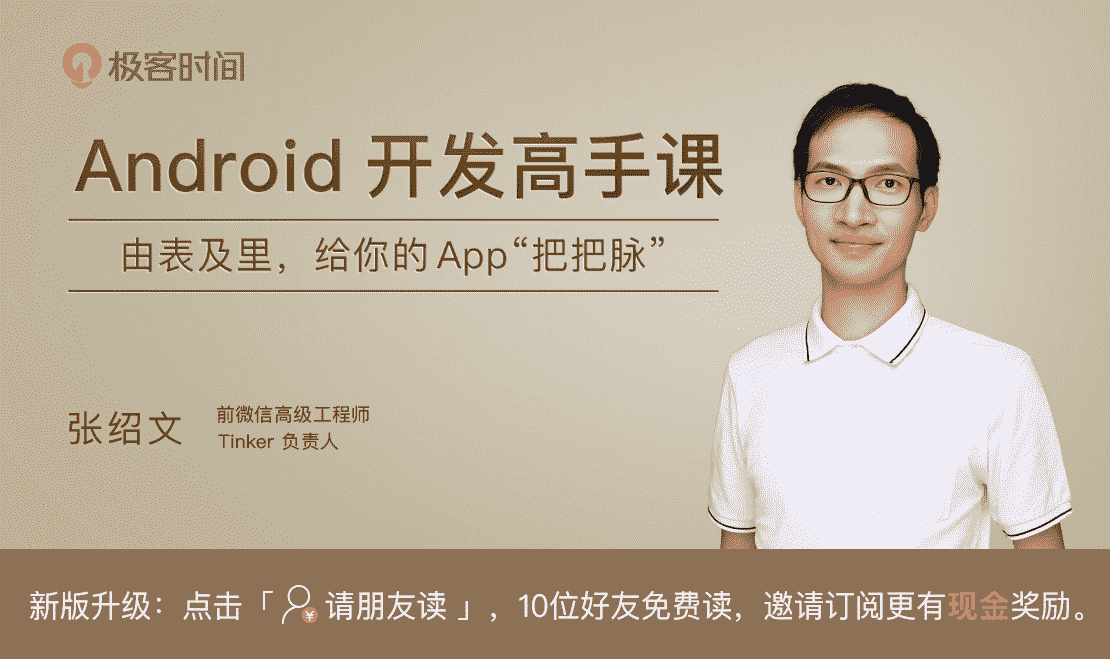 极客时间
Android 开发高手课
由表及里，给你的 App“把把脉”
张绍文
前微信高级工程师
Tinker 负责人
新版升级：点击「 ¥ 请朋友读 」，10位好友免费读，邀请订阅更有现金奖励。